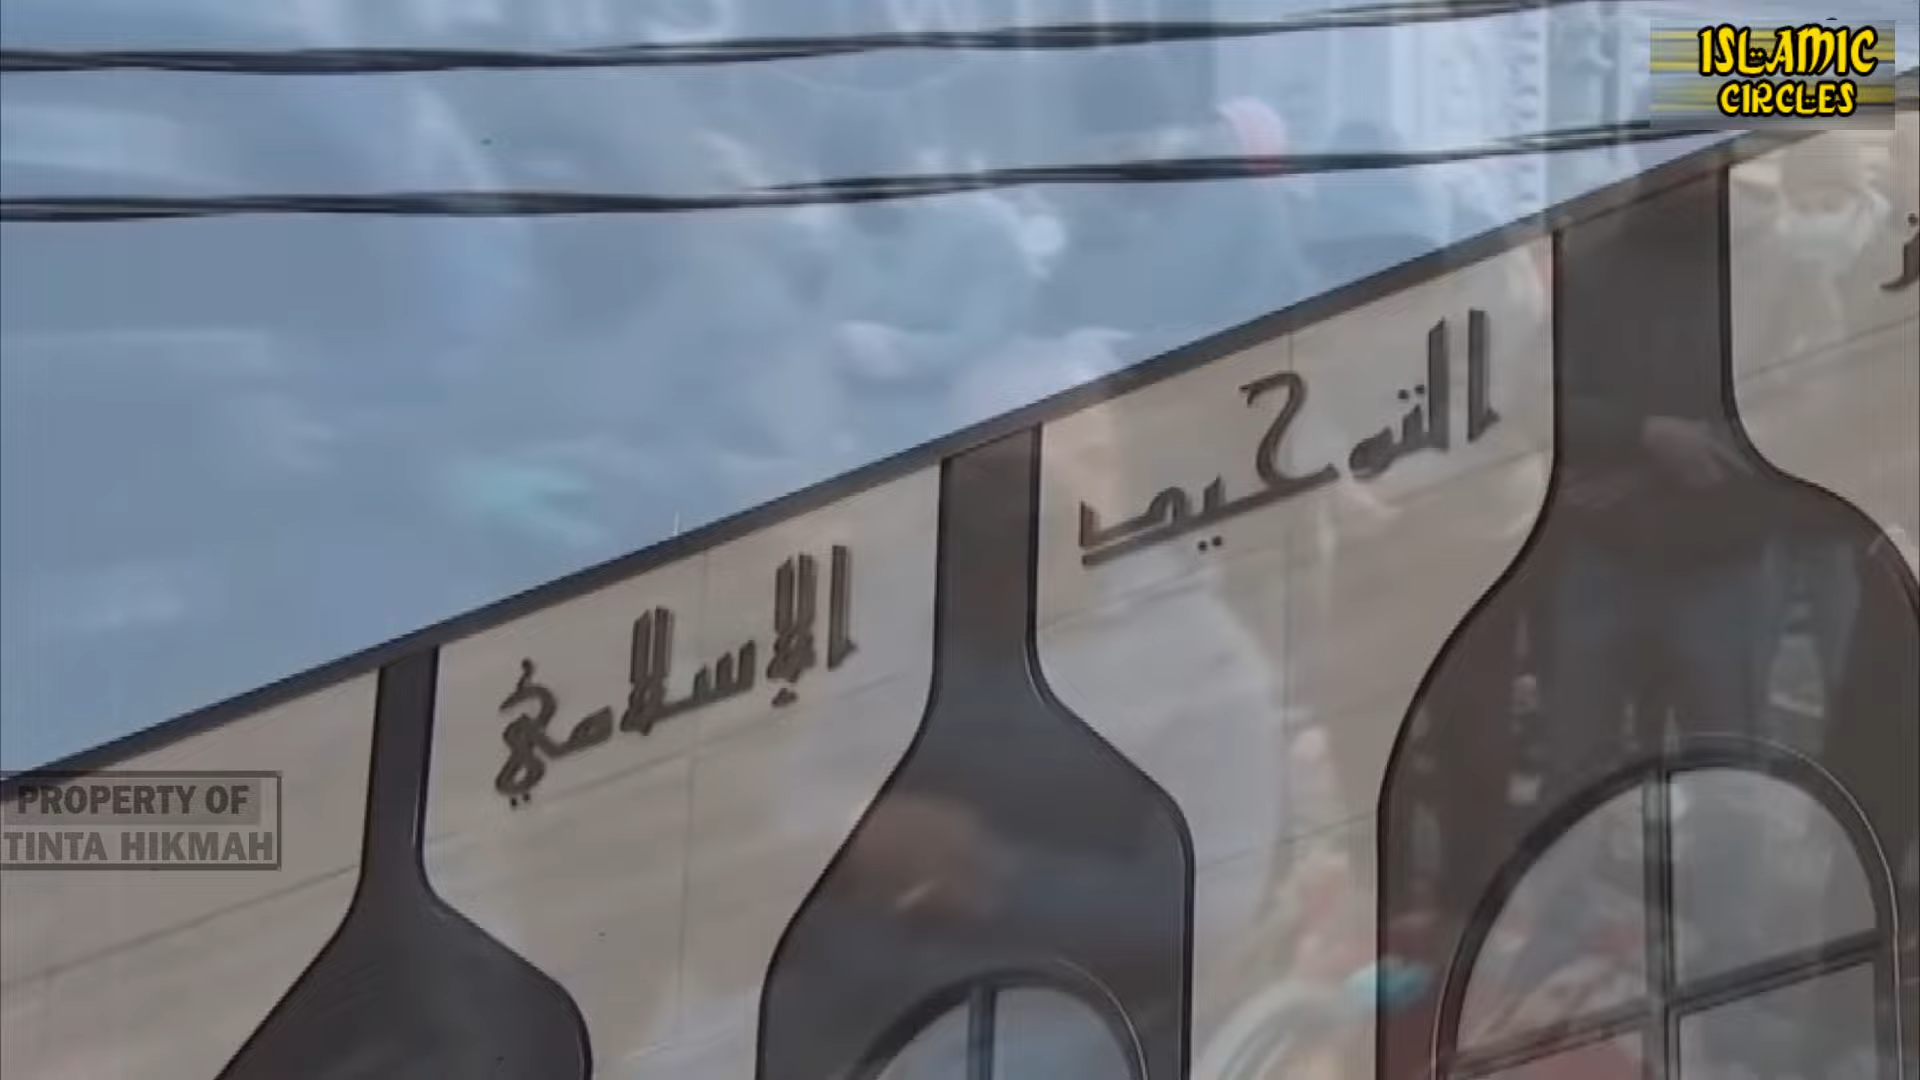 ISLAMIC
CIRCLES
التوحيد
الإسلامي
PROPERTY OF
TINTA HIKMAH